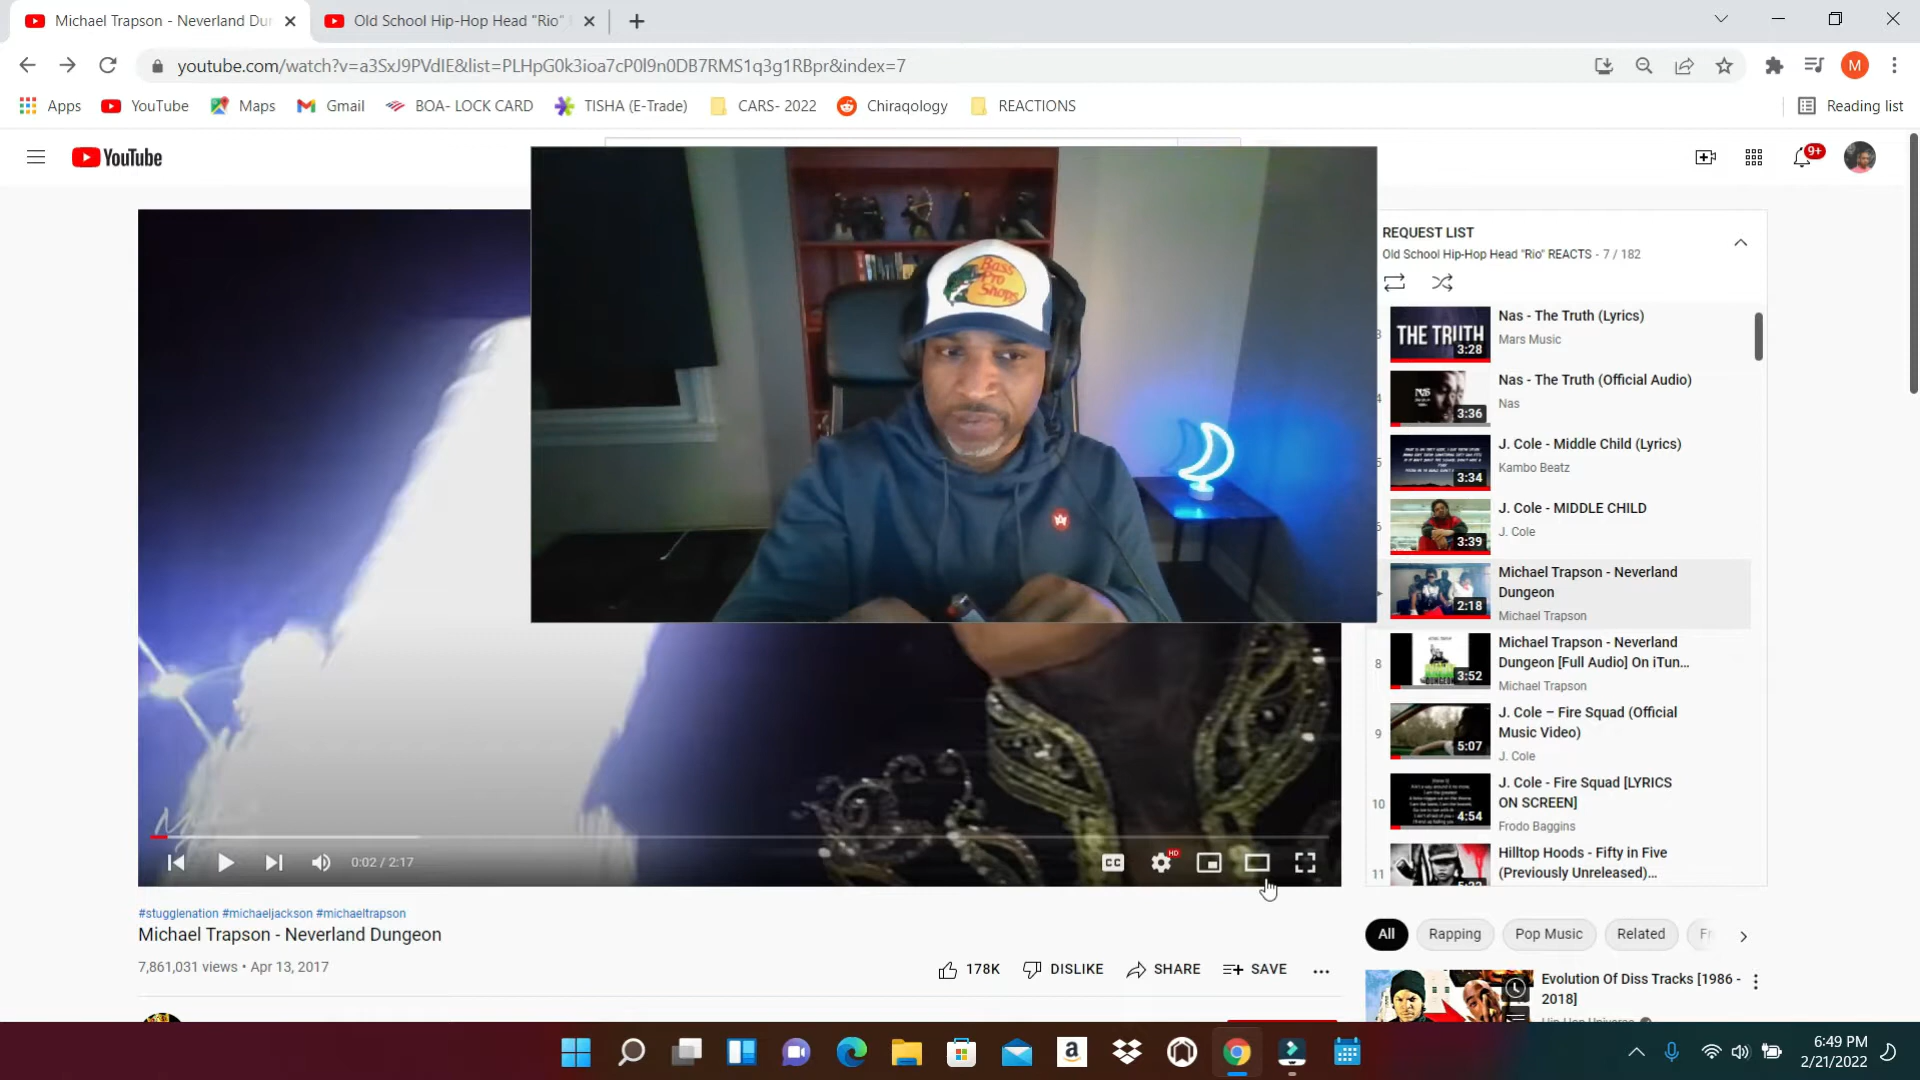 Michael Trapson - Neverland Dun
Old School Hip-Hop Head "Rio"
youtube.com/watch?v=a3SxJ9PVdIE&list=PLHpG0k3ioa7cP0l9n0DB7RMS1q3g1RBpr&index=7
M
Apps YouTube Maps Gmail BOA- LOCK CARD TISHA (E-Trade) CARS- 2022 Chiraqology REACTIONS Reading list
YouTube
9+
Bass
Pro
Shops
REQUEST LIST
Old School Hip-Hop Head "Rio" REACTS - 7 / 182
THE TRUTH
3:28
Nas - The Truth (Lyrics)
Mars Music
4
3:36
Nas - The Truth (Official Audio)
Nas
3:34
J. Cole - Middle Child (Lyrics)
Kambo Beatz
3:39
J. Cole - MIDDLE CHILD
J. Cole
2:18
Michael Trapson - Neverland
Dungeon
Michael Trapson
8
3:52
Michael Trapson - Neverland
Dungeon [Full Audio] On iTun...
Michael Trapson
9
5:07
J. Cole – Fire Squad (Official
Music Video)
J. Cole
10
4:54
J. Cole - Fire Squad [LYRICS
ON SCREEN]
Frodo Baggins
11
Hilltop Hoods - Fifty in Five
(Previously Unreleased)...
0:02 / 2:17
CC
HD
#stugglenation #michaeljackson #michaeltrapson
Michael Trapson - Neverland Dungeon
7,861,031 views • Apr 13, 2017
178K DISLIKE SHARE SAVE
All Rapping Pop Music Related
Evolution Of Diss Tracks [1986 -
2018]
Hip Hop Universe
6:49 PM
2/21/2022